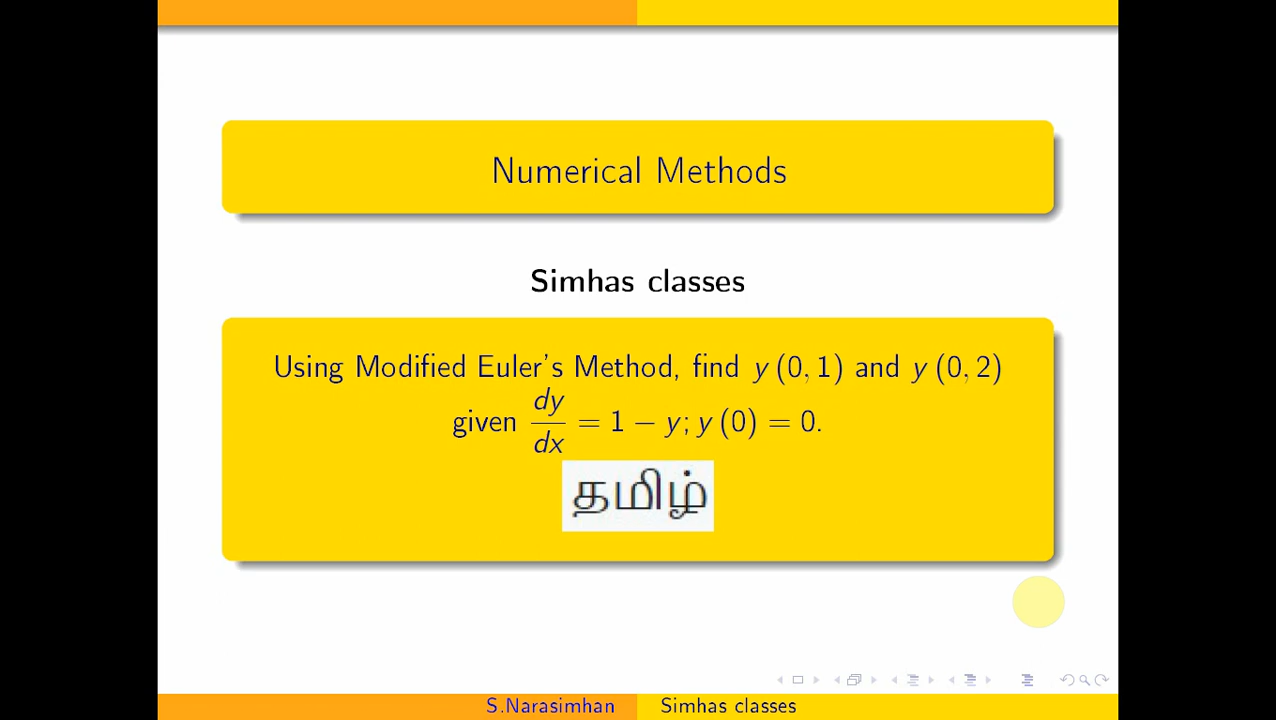 Numerical Methods
Simhas classes
Using Modified Euler's Method, find y (0, 1) and y (0, 2)
given dy/dx = 1 − y; y (0) = 0.
தமிழ்
S.Narasimhan Simhas classes